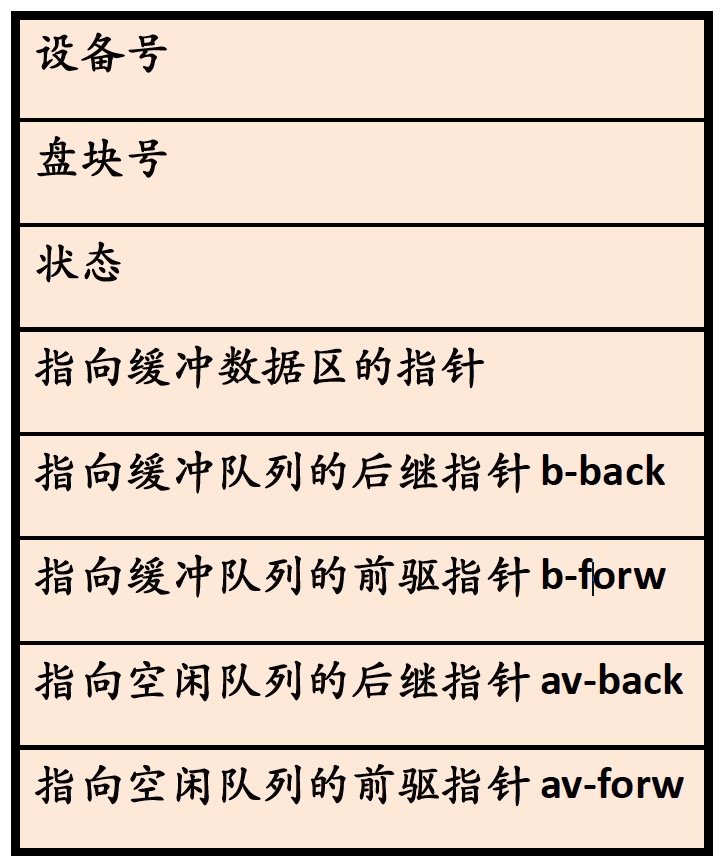 设备号
盘块号
状态
指向缓冲数据区的指针
指向缓冲队列的后继指针 b-back
指向缓冲队列的前驱指针 b-forw
指向空闲队列的后继指针 av-back
指向空闲队列的前驱指针 av-forw